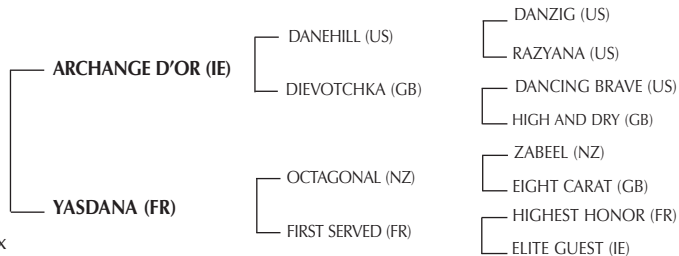 DANZIG (US)
DANEHILL (US)
RAZYANA (US)
ARCHANGE D'OR (IE)
DANCING BRAVE (US)
DIEVOTCHKA (GB)
HIGH AND DRY (GB)
ZABEEL (NZ)
OCTAGONAL (NZ)
EIGHT CARAT (GB)
YASDANA (FR)
HIGHEST HONOR (FR)
FIRST SERVED (FR)
x
ELITE GUEST (IE)